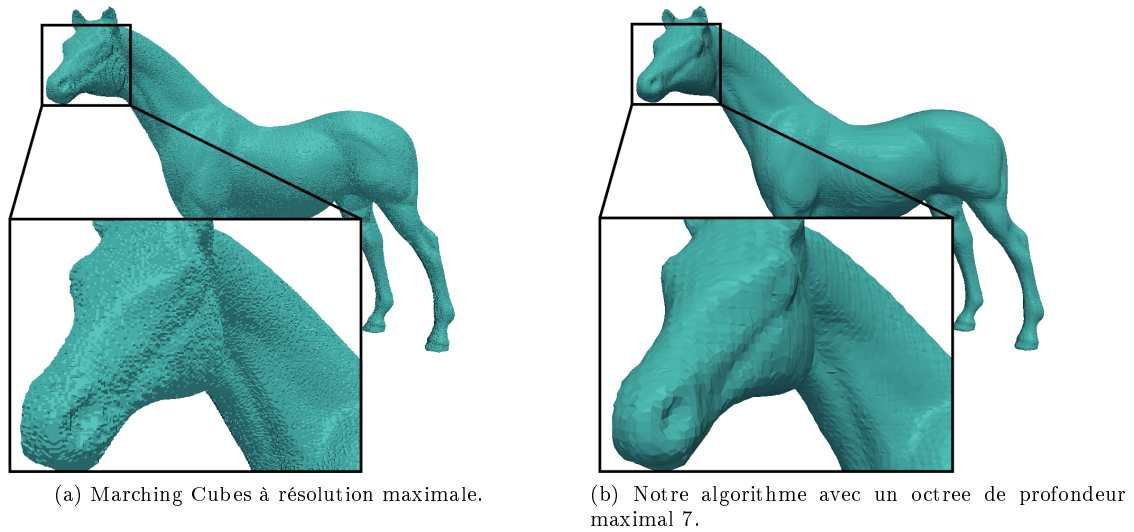 (a) Marching Cubes à résolution maximale.
(b) Notre algorithme avec un octree de profondeur
maximal 7.